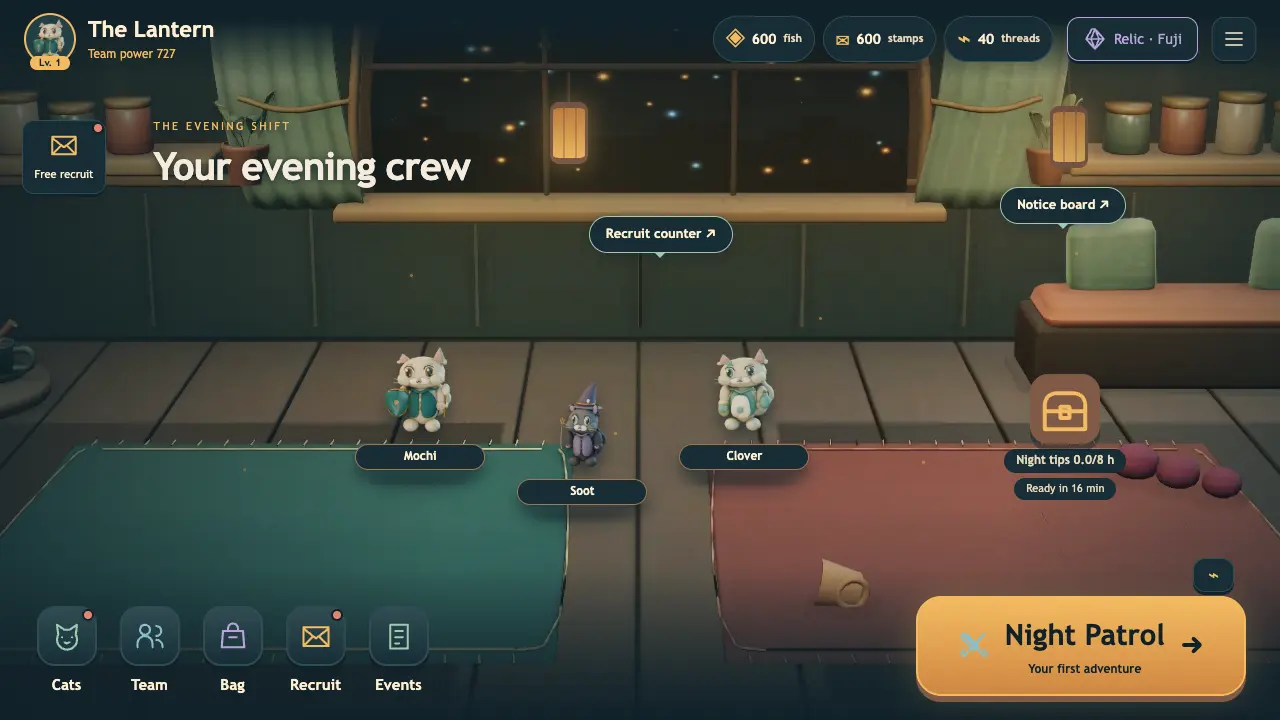 The Lantern
Team power 727
Lv. 1
600 fish
600 stamps
40 threads
Relic · Fuji
Free recruit
THE EVENING SHIFT
Your evening crew
Recruit counter ↗
Notice board ↗
Mochi
Soot
Clover
Night tips 0.0/8 h
Ready in 16 min
Night Patrol →
Your first adventure
Cats
Team
Bag
Recruit
Events